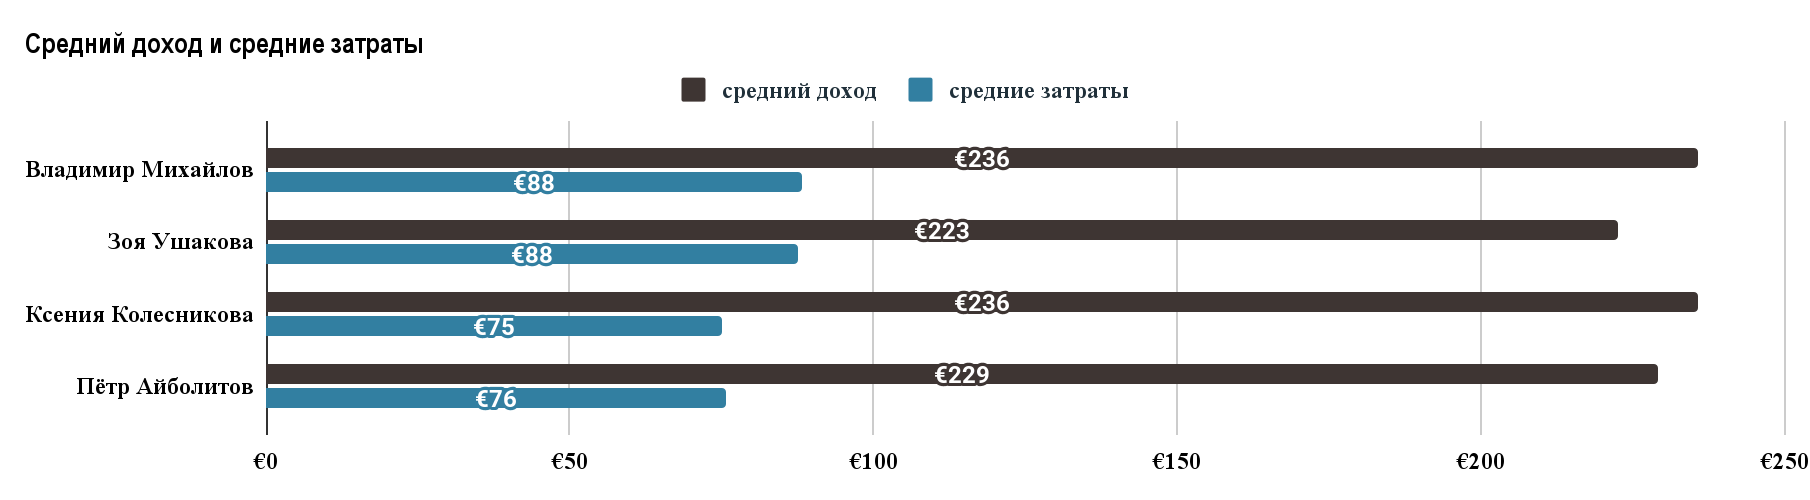 Средний доход и средние затраты
средний доход средние затраты
Владимир Михайлов €236
€88
Зоя Ушакова €223
€88
Ксения Колесникова €236
€75
Пётр Айболитов €229
€76
€0 €50 €100 €150 €200 €250